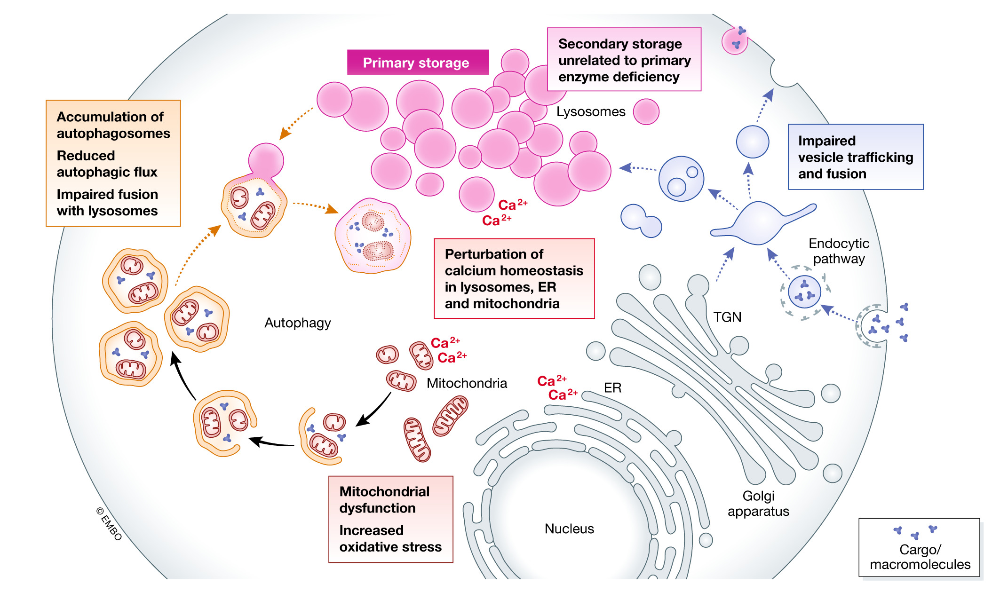 Primary storage
Secondary storage
unrelated to primary
enzyme deficiency
Lysosomes
Accumulation of
autophagosomes
Reduced
autophagic flux
Impaired fusion
with lysosomes
Impaired
vesicle trafficking
and fusion
Ca2+
Ca2+
Perturbation of
calcium homeostasis
in lysosomes, ER
and mitochondria
Endocytic
pathway
TGN
Autophagy
Ca2+
Ca2+
Mitochondria
Ca2+
Ca2+
ER
Mitochondrial
dysfunction
Increased
oxidative stress
Nucleus
Golgi
apparatus
© EMBO
Cargo/
macromolecules